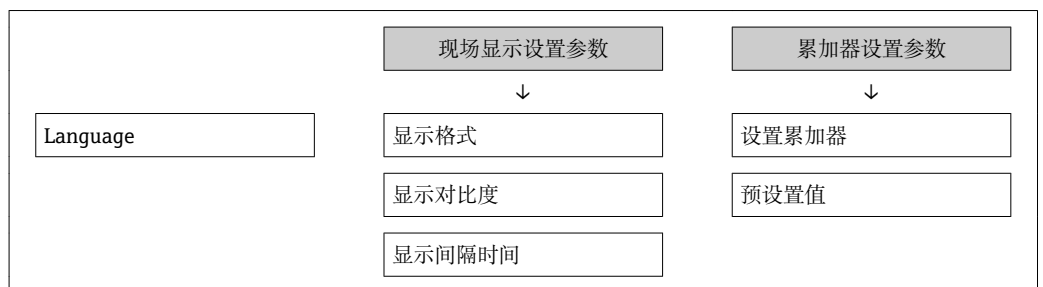 现场显示设置参数
累加器设置参数
↓
↓
Language
显示格式
设置累加器
显示对比度
预设置值
显示间隔时间